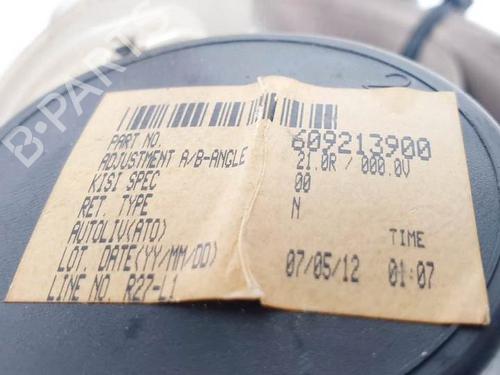 PART NO. 609213900
ADJUSTMENT A/B-ANGLE 21.0R / 000.0V
KISI SPEC 00
RET. TYPE N
AUTOLIV(ATO) TIME
LOT. DATE(YY/MM/DD) 07/05/12 01:07
LINE NO. R27-L1
B-PARTS